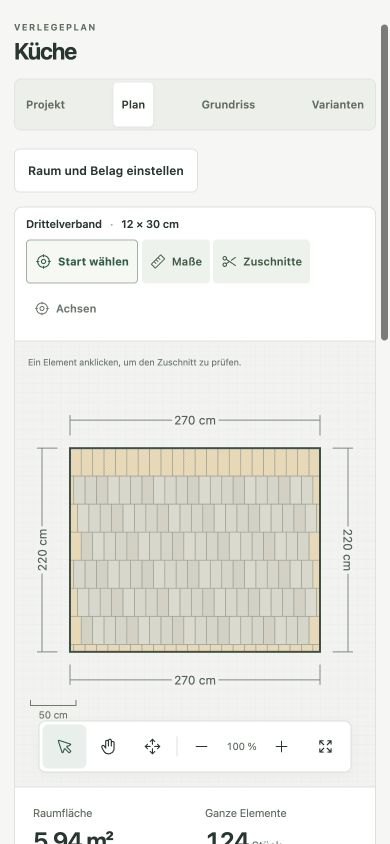 VERLEGEPLAN
Küche
Projekt Plan Grundriss Varianten
Raum und Belag einstellen
Drittelverband · 12 × 30 cm
Start wählen Maße Zuschnitte
Achsen
Ein Element anklicken, um den Zuschnitt zu prüfen.
270 cm
220 cm
220 cm
270 cm
50 cm
100 %
Raumfläche Ganze Elemente
5,94 m² 124 Stück